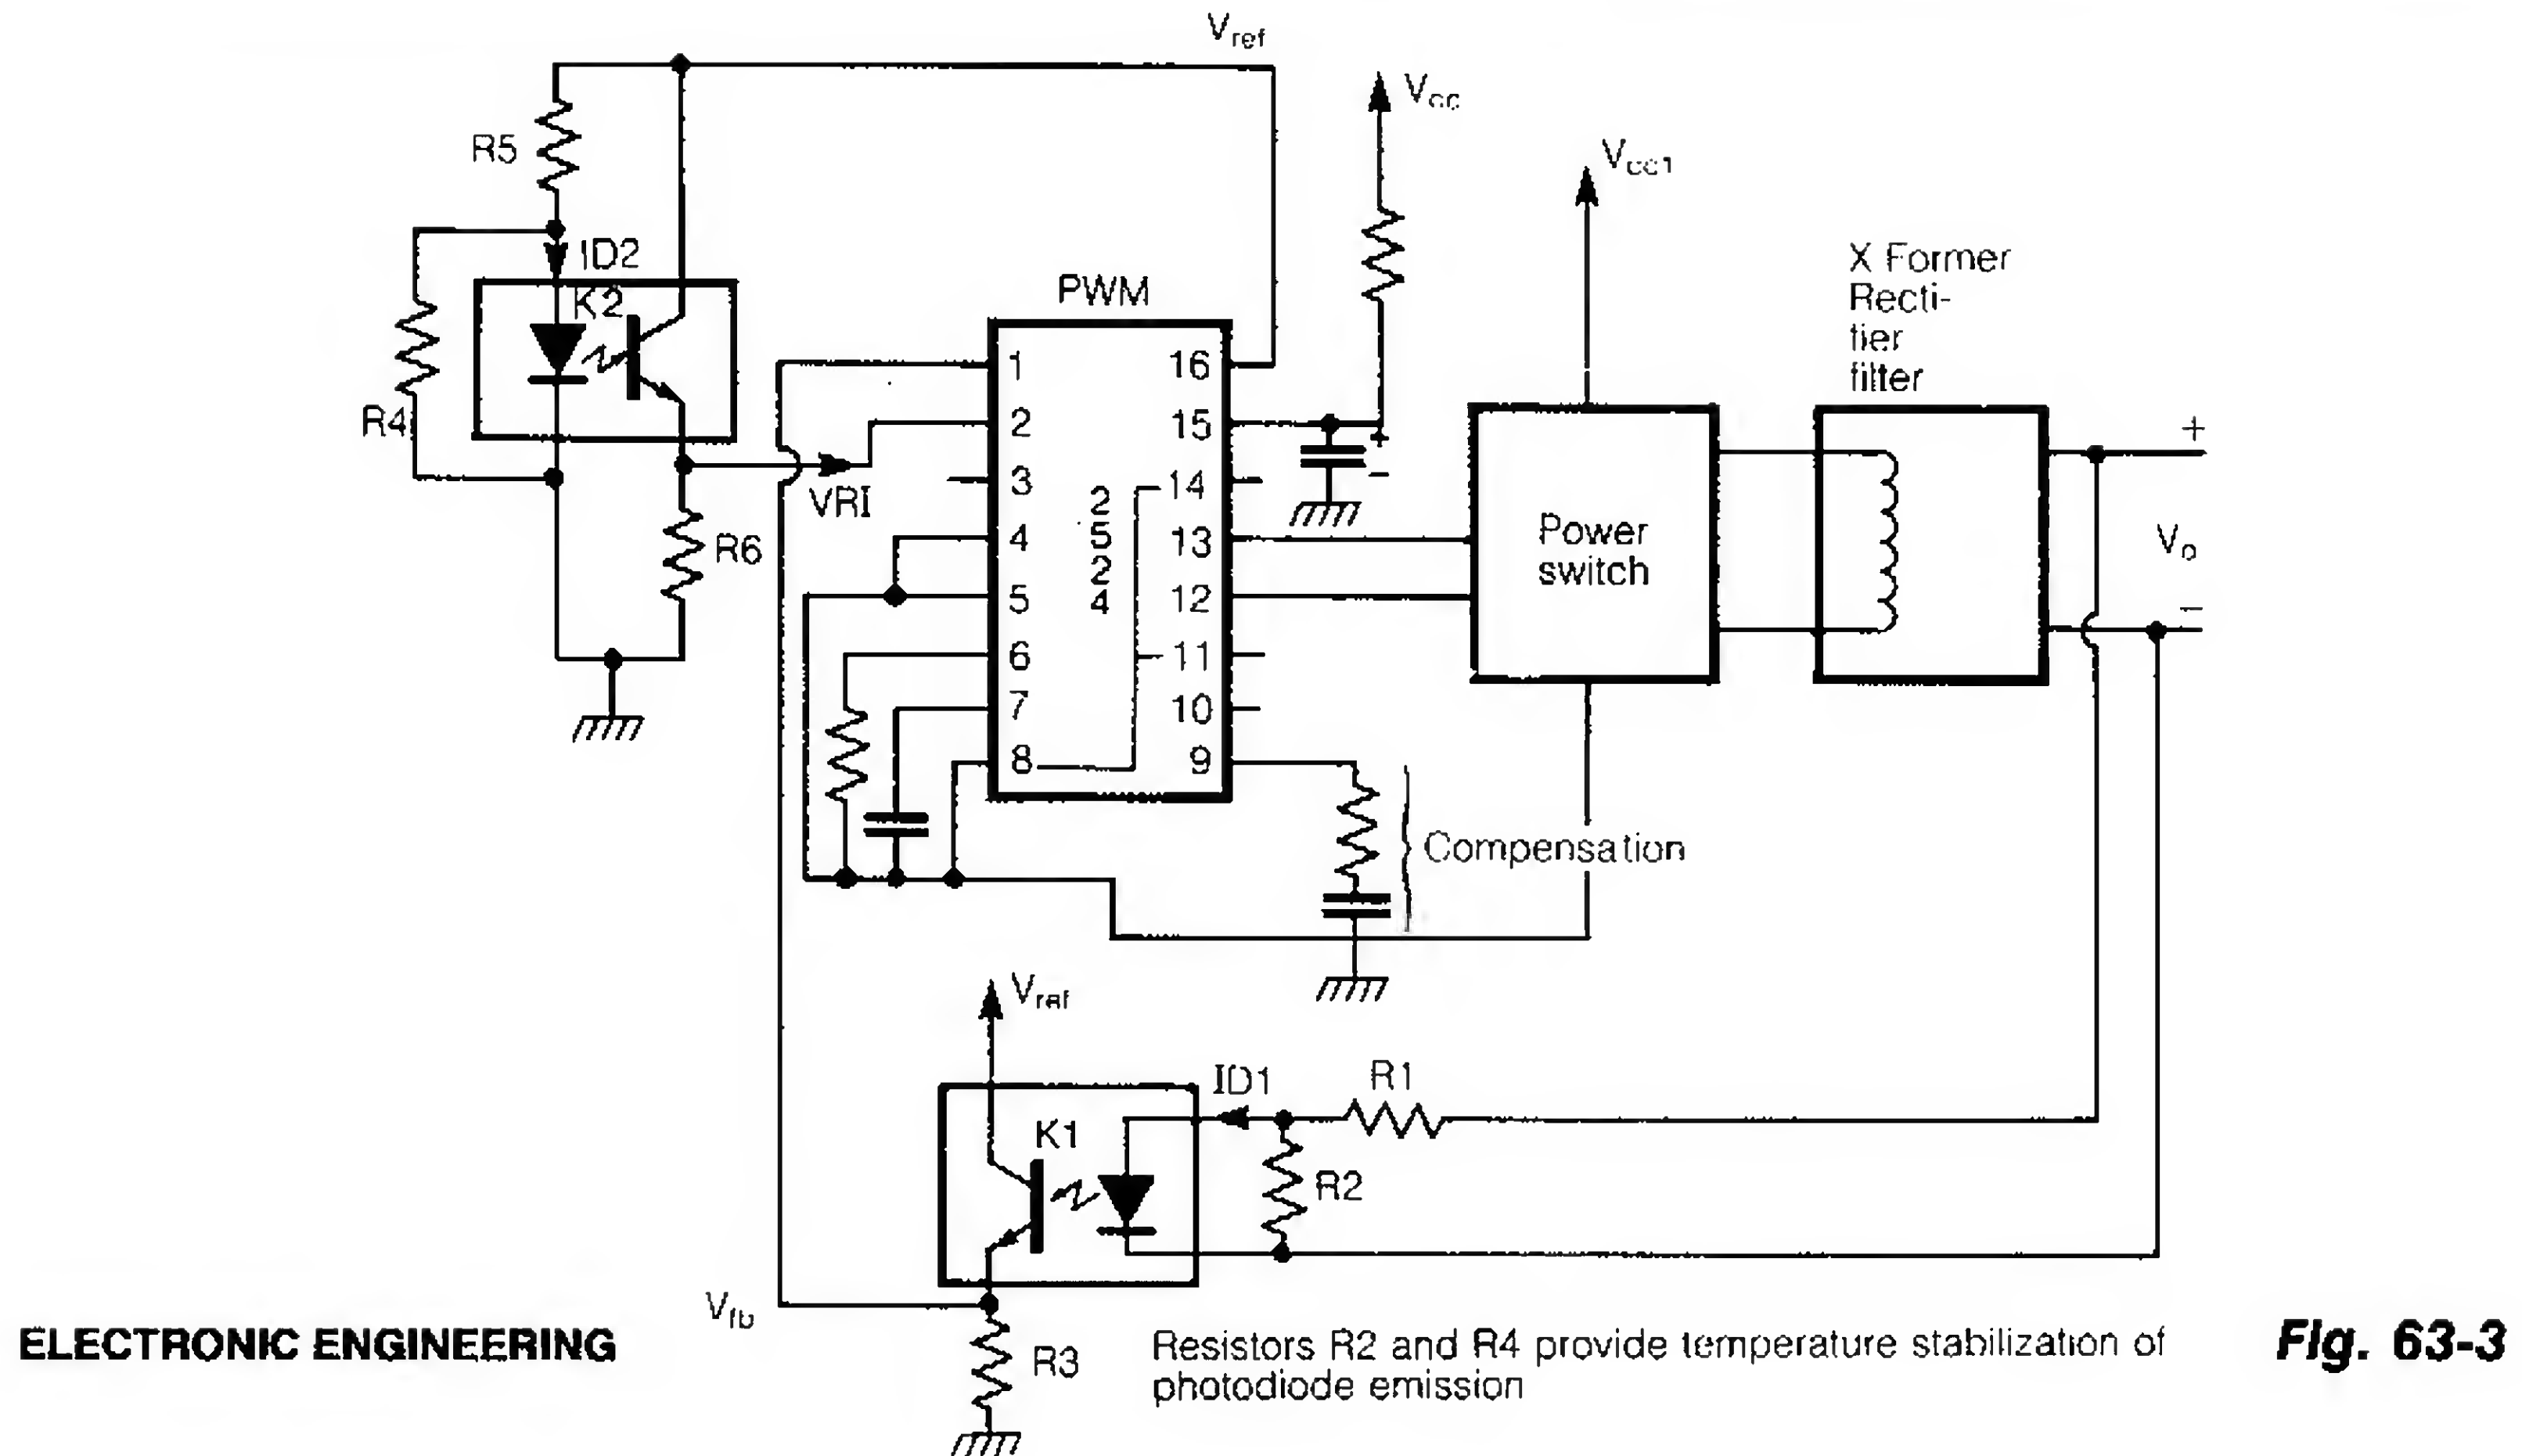 Vref
Vcc
Vcc1
R5
ID2
K2
R4
VRI
R6
PWM
1
2
3
4
5
6
7
8
16
15
14
13
12
11
10
9
2
5
2
4
+
−
Power
switch
X Former
Recti-
tier
filter
+
Vo
−
Compensation
Vref
ID1
R1
K1
R2
Vfb
R3
ELECTRONIC ENGINEERING
Resistors R2 and R4 provide temperature stabilization of
photodiode emission
Fig. 63-3